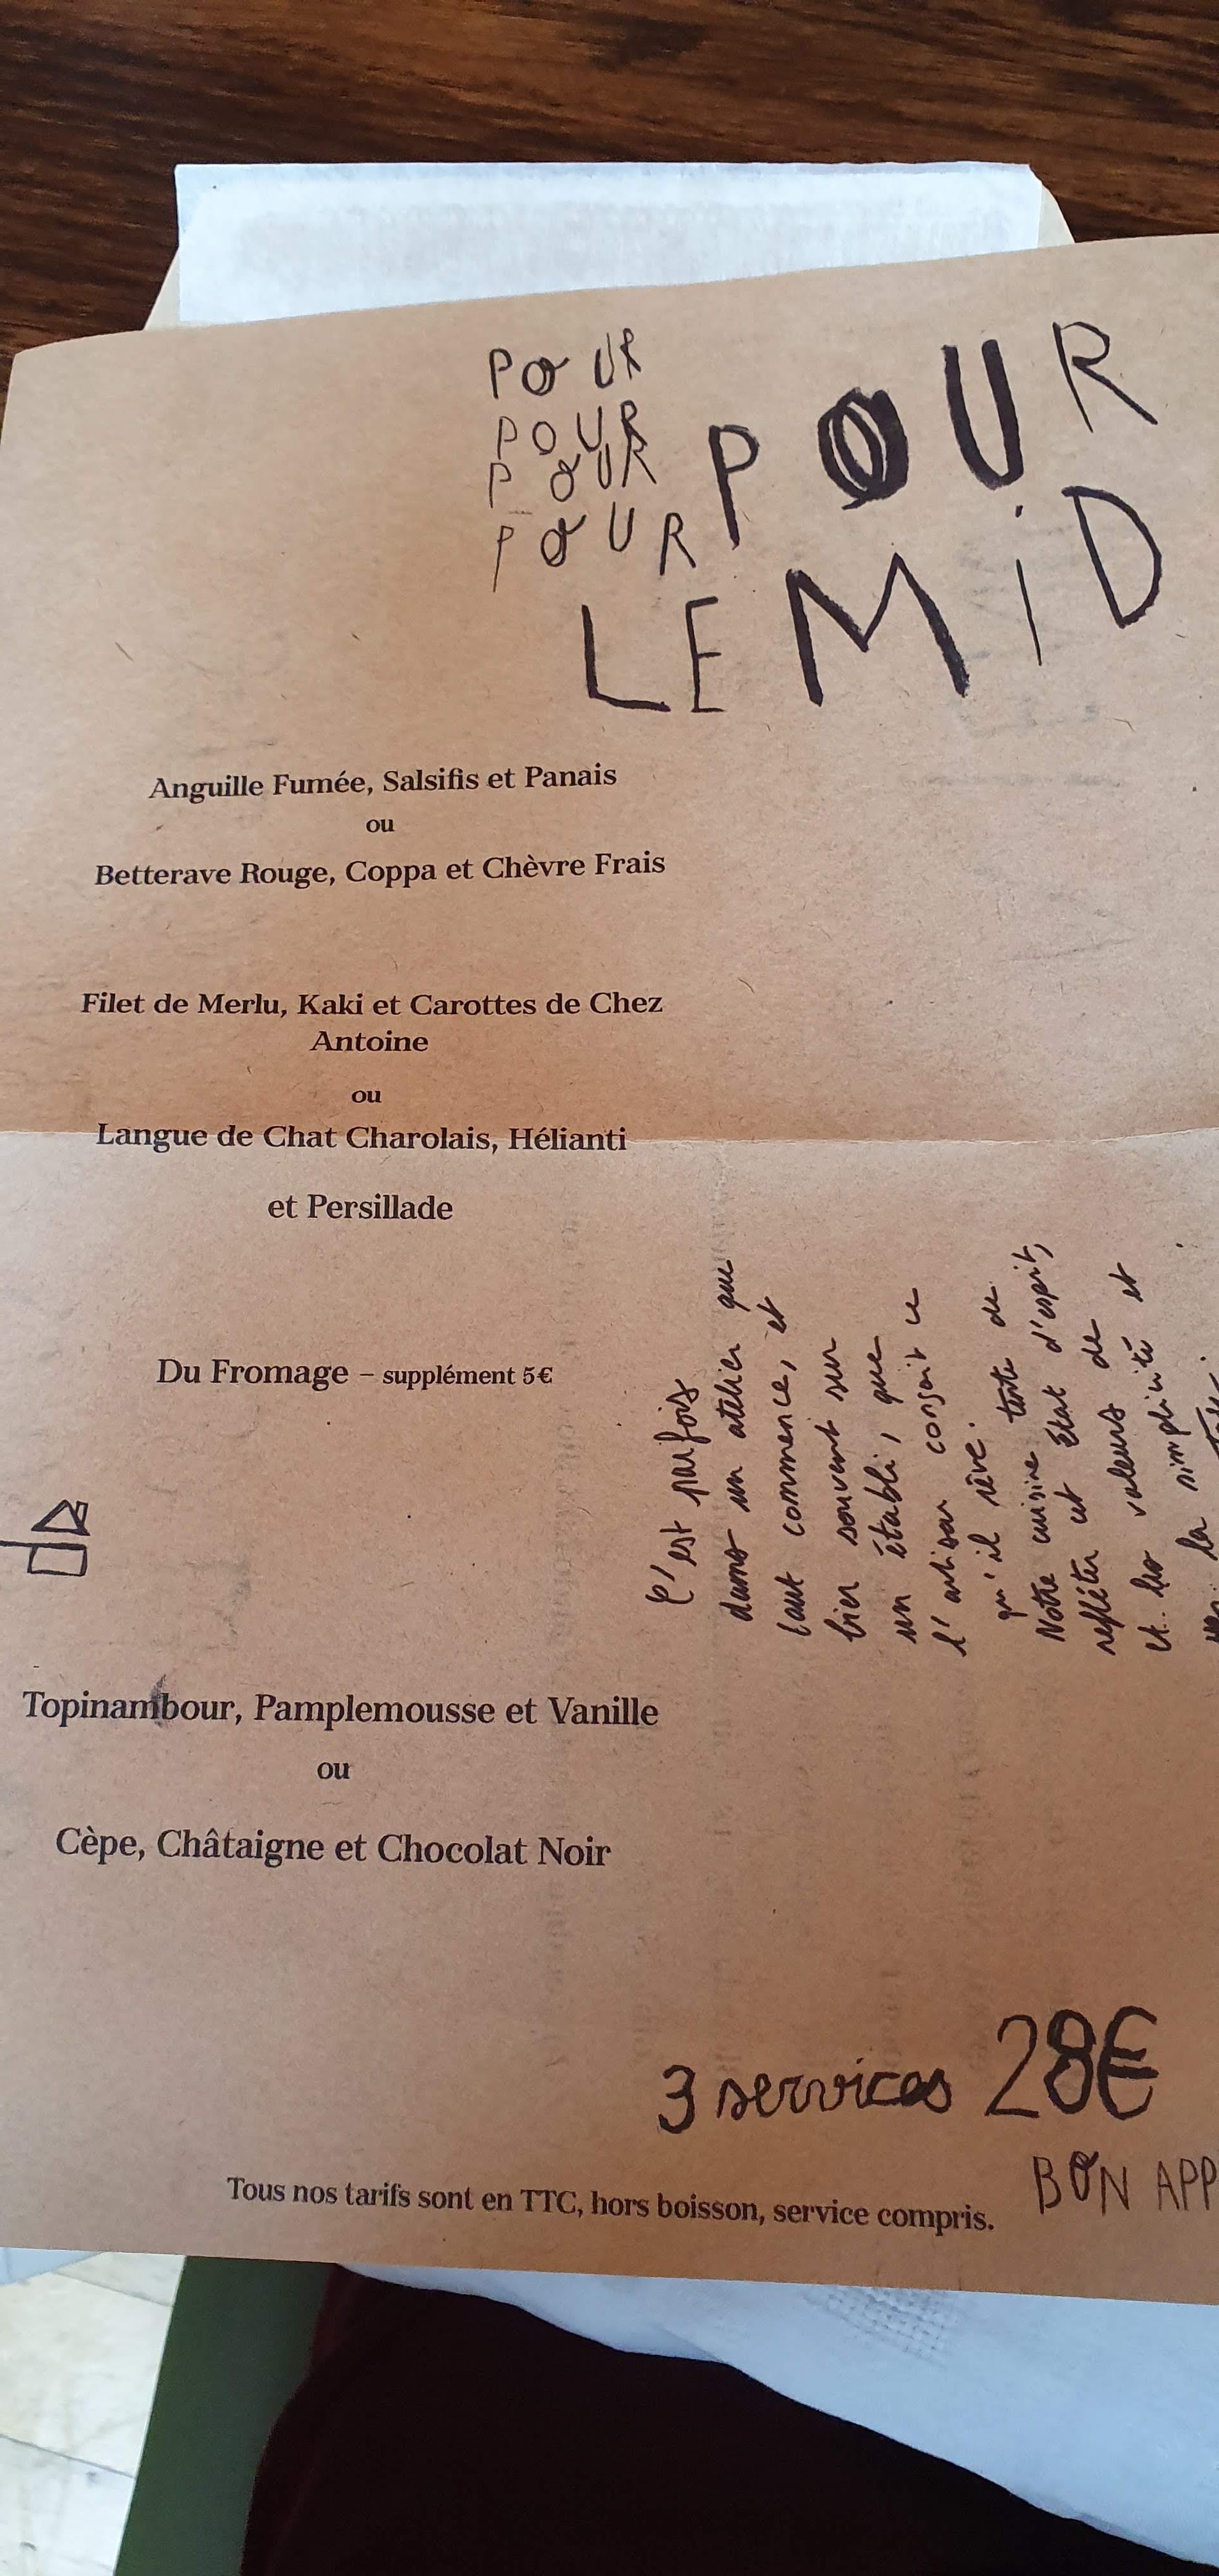 POUR
POUR
POUR
POUR
POUR
LE MiD
Anguille Fumée, Salsifis et Panais
ou
Betterave Rouge, Coppa et Chèvre Frais
Filet de Merlu, Kaki et Carottes de Chez
Antoine
ou
Langue de Chat Charolais, Hélianti
et Persillade
Du Fromage – supplément 5€
C'est parfois
dans un atelier que
tout commence, et
bien souvent sur
un établi, que
l'artisan conçoit ce
qu'il rêve.
Notre cuisine tente de
refléter cet état d'esprit,
et les valeurs de
la simplicité et
Topinambour, Pamplemousse et Vanille
ou
Cèpe, Châtaigne et Chocolat Noir
3 services 28€
BON APP
Tous nos tarifs sont en TTC, hors boisson, service compris.